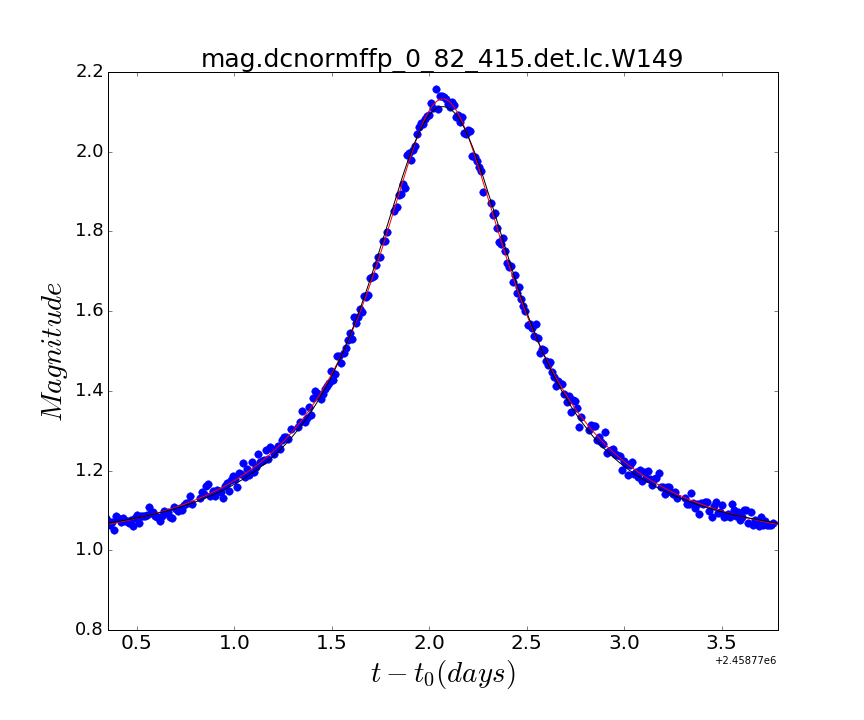 mag.dcnormffp_0_82_415.det.lc.W149
2.2
2.0
1.8
1.6
1.4
1.2
1.0
0.8
Magnitude
0.5 1.0 1.5 2.0 2.5 3.0 3.5
+2.45877e6
t − t₀(days)